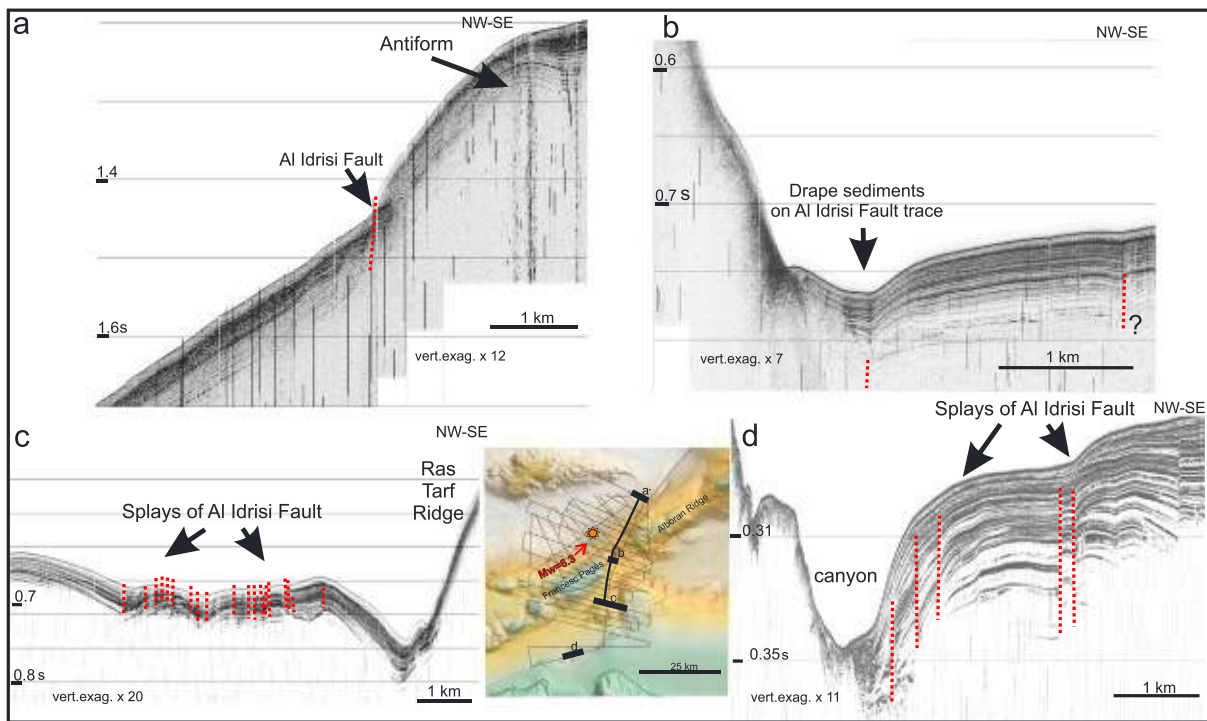 a
NW-SE
Antiform
Al Idrisi Fault
1.4
1.6s
1 km
vert.exag. x 12
b
NW-SE
0.6
0.7 s
Drape sediments
on Al Idrisi Fault trace
?
1 km
vert.exag. x 7
c
NW-SE
Ras
Tarf
Ridge
Splays of Al Idrisi Fault
0.7
0.8 s
vert.exag. x 20
1 km
a
Alboran Ridge
Mw=6.3
b
Francesc Pagès
c
d
25 km
d
Splays of Al Idrisi Fault
NW-SE
0.31
canyon
0.35s
vert.exag. x 11
1 km